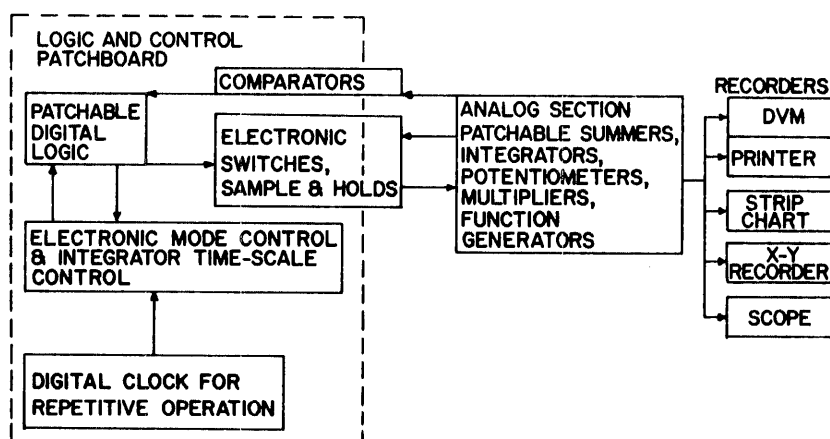 LOGIC AND CONTROL
PATCHBOARD
COMPARATORS
PATCHABLE
DIGITAL
LOGIC
ELECTRONIC
SWITCHES,
SAMPLE & HOLDS
ELECTRONIC MODE CONTROL
& INTEGRATOR TIME-SCALE
CONTROL
DIGITAL CLOCK FOR
REPETITIVE OPERATION
ANALOG SECTION
PATCHABLE SUMMERS,
INTEGRATORS,
POTENTIOMETERS,
MULTIPLIERS,
FUNCTION
GENERATORS
RECORDERS
DVM
PRINTER
STRIP
CHART
X-Y
RECORDER
SCOPE